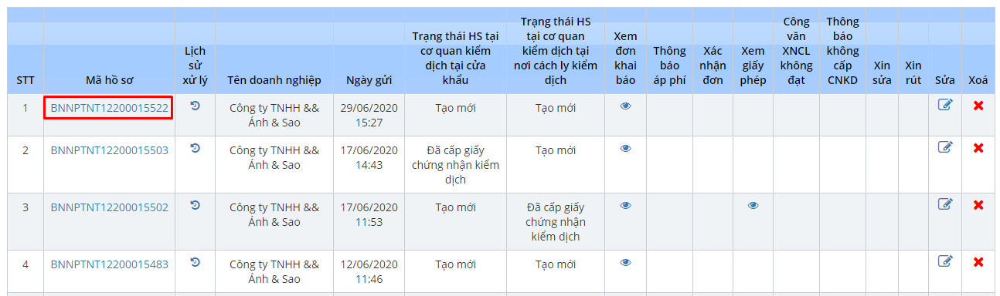 STT
Mã hồ sơ
Lịch
sử
xử lý
Tên doanh nghiệp
Ngày gửi
Trạng thái HS tại
cơ quan kiểm
dịch tại cửa
khẩu
Trạng thái HS
tại cơ quan
kiểm dịch tại
nơi cách ly kiểm
dịch
Xem
đơn
khai
báo
Thông
báo
áp phí
Xác
nhận
đơn
Xem
giấy
phép
Công
văn
XNCL
không
đạt
Thông
báo
không
cấp
CNKD
Xin
sửa
Xin
rút
Sửa
Xoá
1
BNNPTNT12200015522
Công ty TNHH &&
Ánh & Sao
29/06/2020
15:27
Tạo mới
Tạo mới
2
BNNPTNT12200015503
Công ty TNHH &&
Ánh & Sao
17/06/2020
14:43
Đã cấp giấy
chứng nhận kiểm
dịch
Tạo mới
3
BNNPTNT12200015502
Công ty TNHH &&
Ánh & Sao
17/06/2020
11:53
Tạo mới
Đã cấp giấy
chứng nhận
kiểm dịch
4
BNNPTNT12200015483
Công ty TNHH &&
Ánh & Sao
12/06/2020
11:46
Tạo mới
Tạo mới